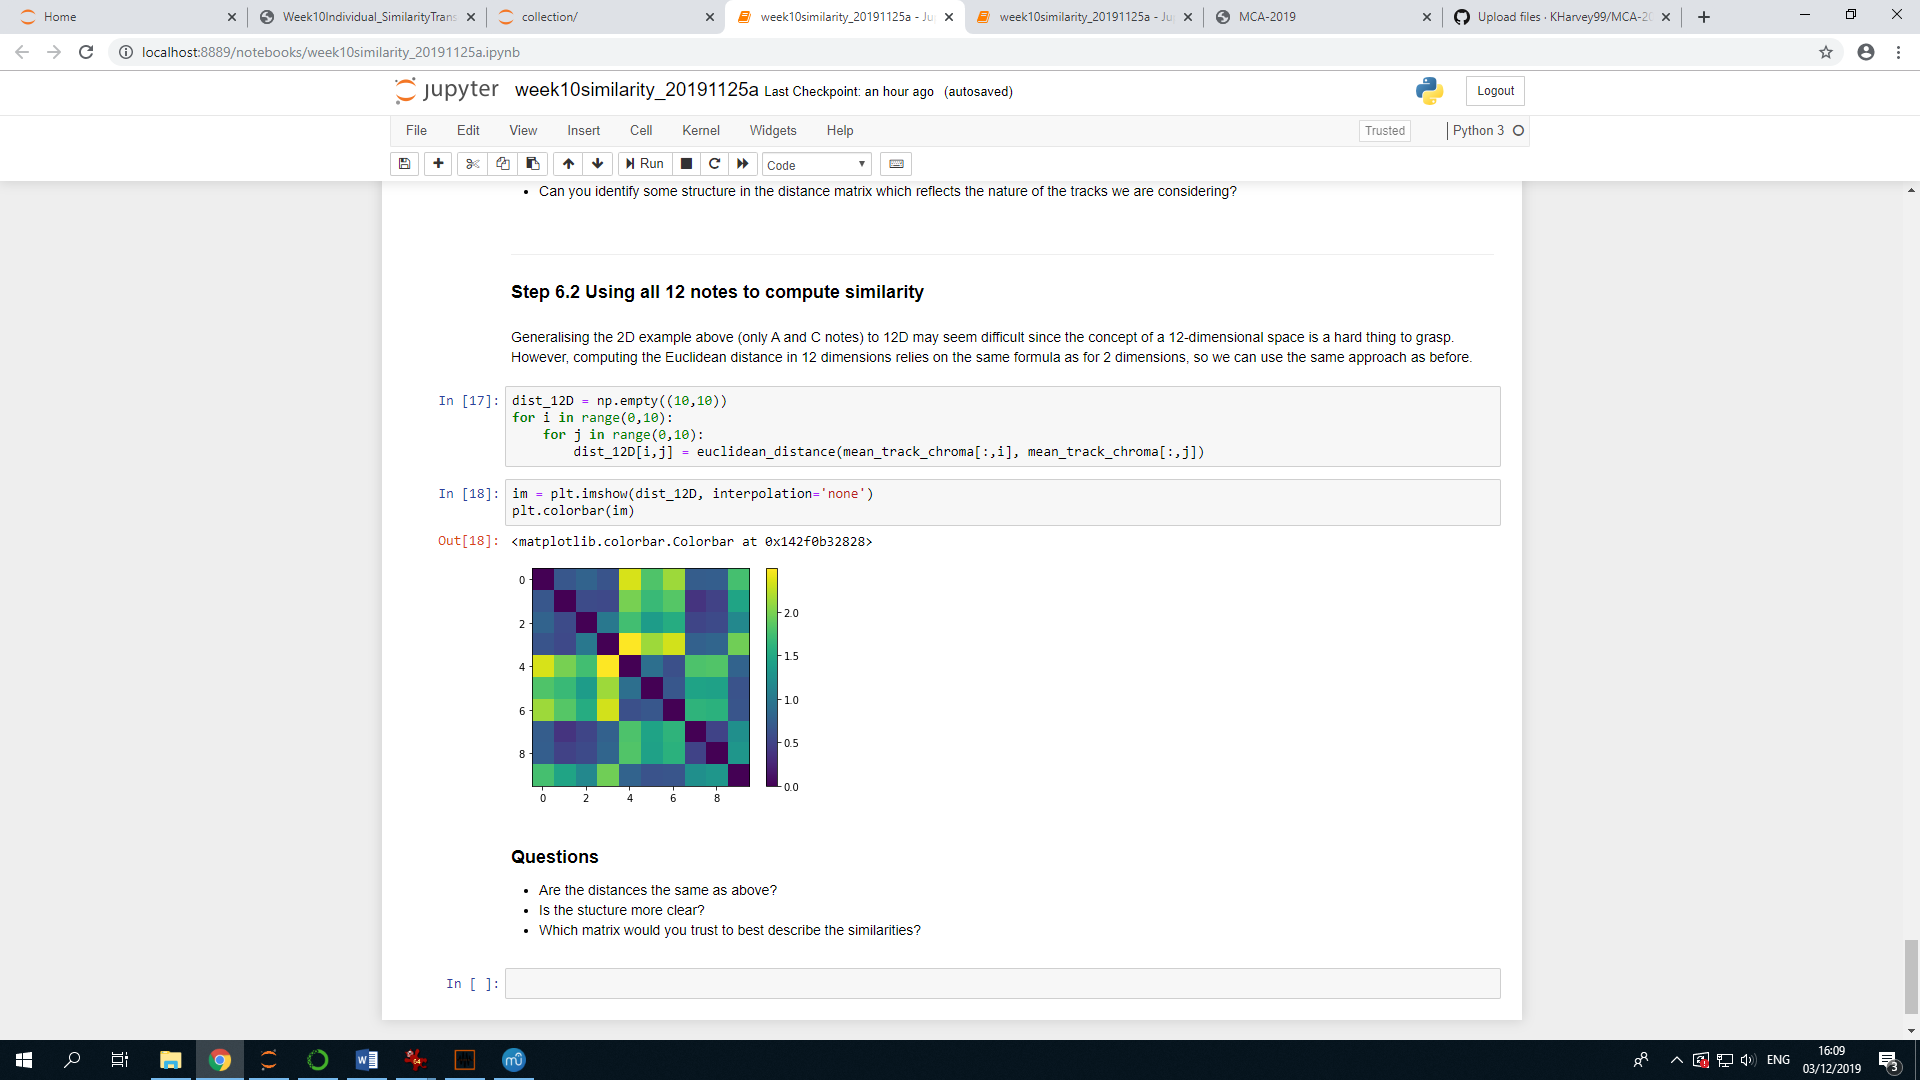 Home
Week10Individual_SimilarityTrans
collection/
week10similarity_20191125a - Ju
week10similarity_20191125a - Ju
MCA-2019
Upload files · KHarvey99/MCA-20
localhost:8889/notebooks/week10similarity_20191125a.ipynb
jupyter week10similarity_20191125a Last Checkpoint: an hour ago (autosaved)
Logout
File Edit View Insert Cell Kernel Widgets Help
Trusted
Python 3
Run
Code
• Can you identify some structure in the distance matrix which reflects the nature of the tracks we are considering?
Step 6.2 Using all 12 notes to compute similarity
Generalising the 2D example above (only A and C notes) to 12D may seem difficult since the concept of a 12-dimensional space is a hard thing to grasp.
However, computing the Euclidean distance in 12 dimensions relies on the same formula as for 2 dimensions, so we can use the same approach as before.
In [17]: dist_12D = np.empty((10,10))
for i in range(0,10):
for j in range(0,10):
dist_12D[i,j] = euclidean_distance(mean_track_chroma[:,i], mean_track_chroma[:,j])
In [18]: im = plt.imshow(dist_12D, interpolation='none')
plt.colorbar(im)
Out[18]: <matplotlib.colorbar.Colorbar at 0x142f0b32828>
0
2
4
6
8
0 2 4 6 8
2.0
1.5
1.0
0.5
0.0
Questions
• Are the distances the same as above?
• Is the stucture more clear?
• Which matrix would you trust to best describe the similarities?
In [ ]:
ENG
16:09
03/12/2019
3